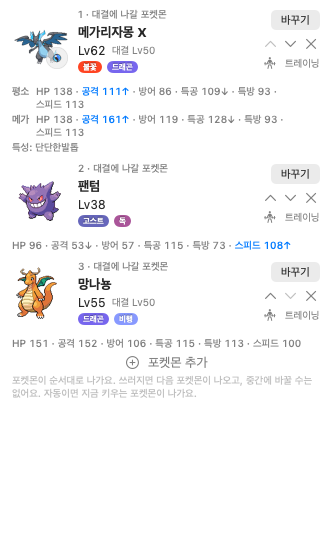 1 · 대결에 나갈 포켓몬
바꾸기
메가리자몽 X
Lv62 대결 Lv50
불꽃 드래곤
트레이닝
평소 HP 138 · 공격 111↑ · 방어 86 · 특공 109↓ · 특방 93 ·
스피드 113
메가 HP 138 · 공격 161↑ · 방어 119 · 특공 128↓ · 특방 93 ·
스피드 113
특성: 단단한발톱
2 · 대결에 나갈 포켓몬
바꾸기
팬텀
Lv38
고스트 독
트레이닝
HP 96 · 공격 53↓ · 방어 57 · 특공 115 · 특방 73 · 스피드 108↑
3 · 대결에 나갈 포켓몬
바꾸기
망나뇽
Lv55 대결 Lv50
드래곤 비행
트레이닝
HP 151 · 공격 152 · 방어 106 · 특공 115 · 특방 113 · 스피드 100
포켓몬 추가
포켓몬이 순서대로 나가요. 쓰러지면 다음 포켓몬이 나오고, 중간에 바꿀 수는
없어요. 자동이면 지금 키우는 포켓몬이 나가요.